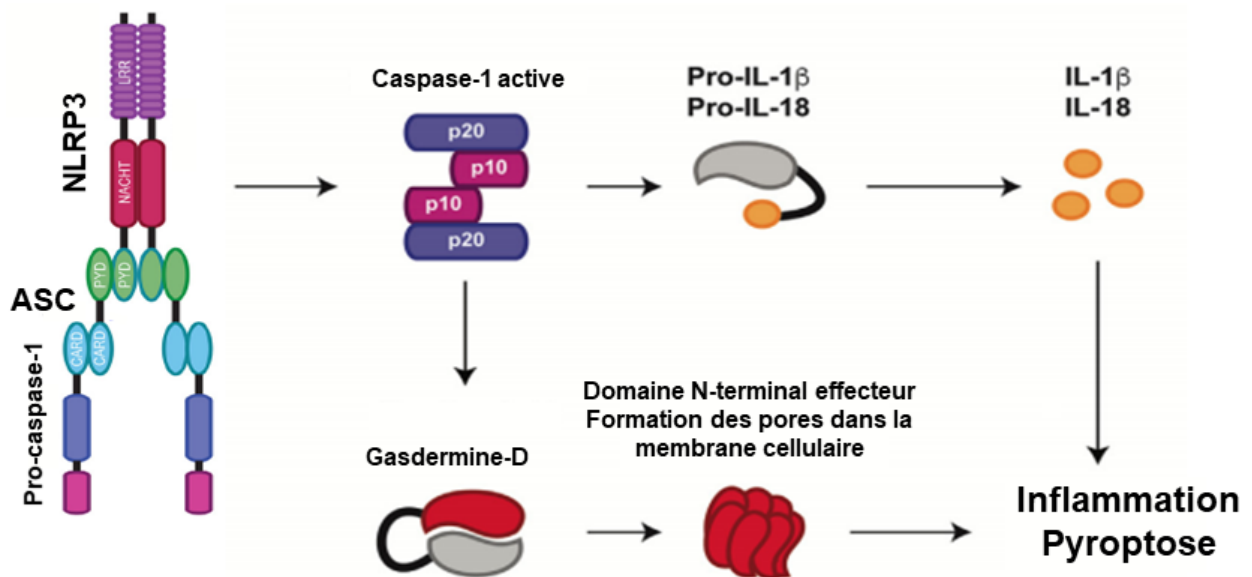 NLRP3
LRR
NACHT
PYD
PYD
ASC
CARD
CARD
Pro-caspase-1
Caspase-1 active
p20
p10
p10
p20
Pro-IL-1β
Pro-IL-18
IL-1β
IL-18
Gasdermine-D
Domaine N-terminal effecteur
Formation des pores dans la
membrane cellulaire
Inflammation
Pyroptose